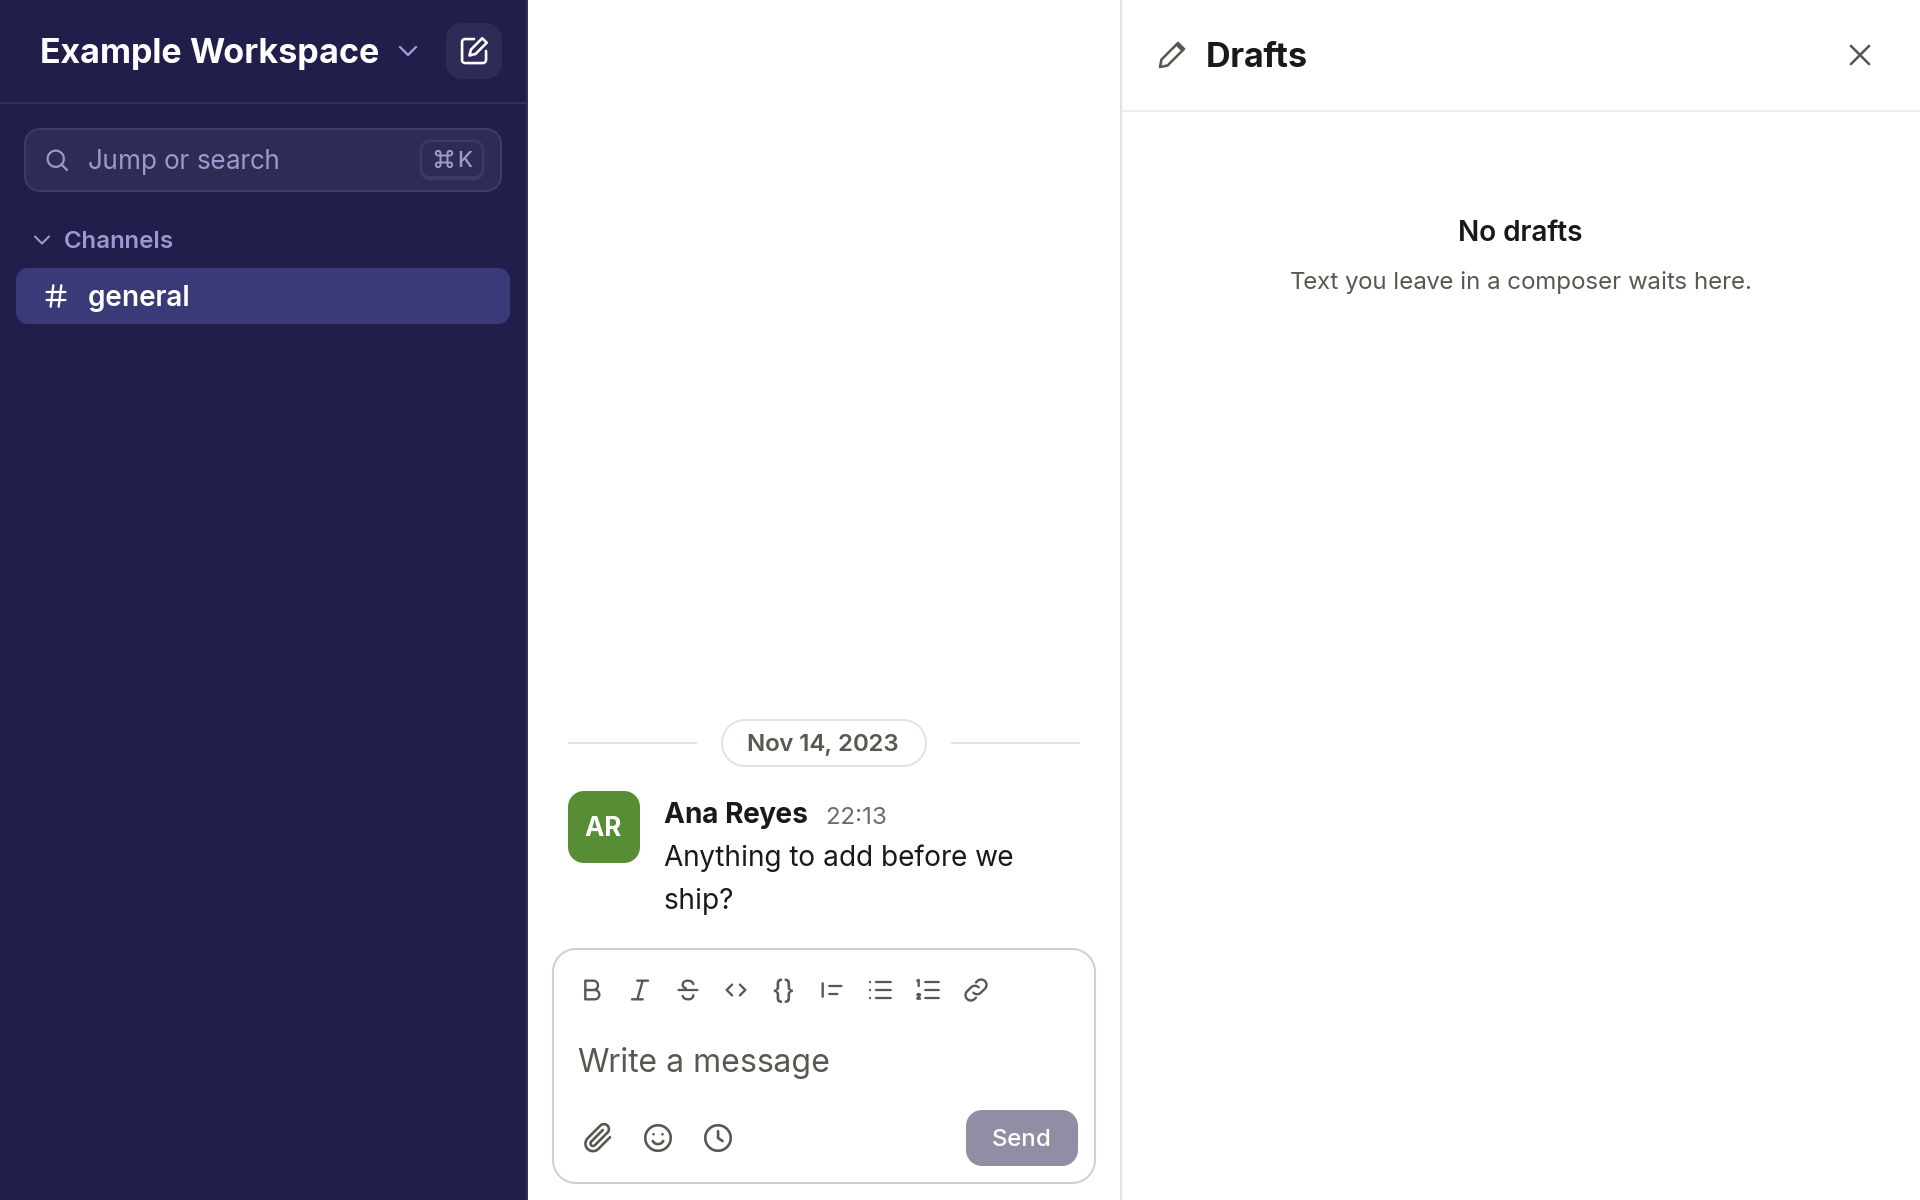 Example Workspace
Jump or search
⌘K
Channels
general
Nov 14, 2023
AR
Ana Reyes 22:13
Anything to add before we
ship?
Write a message
Send
Drafts
No drafts
Text you leave in a composer waits here.